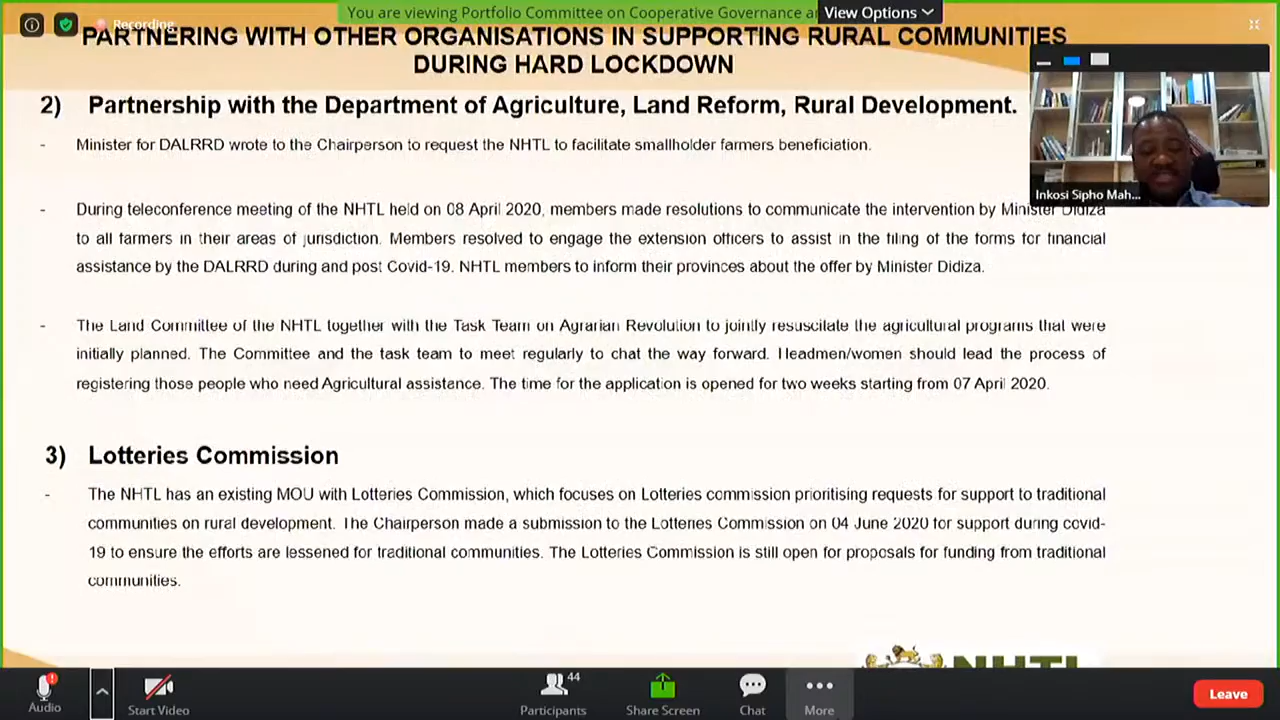 You are viewing Portfolio Committee on Cooperative Governance a
View Options
Recording
PARTNERING WITH OTHER ORGANISATIONS IN SUPPORTING RURAL COMMUNITIES
DURING HARD LOCKDOWN
2) Partnership with the Department of Agriculture, Land Reform, Rural Development.
- Minister for DALRRD wrote to the Chairperson to request the NHTL to facilitate smallholder farmers beneficiation.
Inkosi Sipho Mah...
- During teleconference meeting of the NHTL held on 08 April 2020, members made resolutions to communicate the intervention by Minister Didiza
to all farmers in their areas of jurisdiction. Members resolved to engage the extension officers to assist in the filing of the forms for financial
assistance by the DALRRD during and post Covid-19. NHTL members to inform their provinces about the offer by Minister Didiza.
- The Land Committee of the NHTL together with the Task Team on Agrarian Revolution to jointly resuscitate the agricultural programs that were
initially planned. The Committee and the task team to meet regularly to chat the way forward. Headmen/women should lead the process of
registering those people who need Agricultural assistance. The time for the application is opened for two weeks starting from 07 April 2020.
3) Lotteries Commission
- The NHTL has an existing MOU with Lotteries Commission, which focuses on Lotteries commission prioritising requests for support to traditional
communities on rural development. The Chairperson made a submission to the Lotteries Commission on 04 June 2020 for support during covid-
19 to ensure the efforts are lessened for traditional communities. The Lotteries Commission is still open for proposals for funding from traditional
communities.
NHTL
44
Audio
Start Video
Participants
Share Screen
Chat
More
Leave